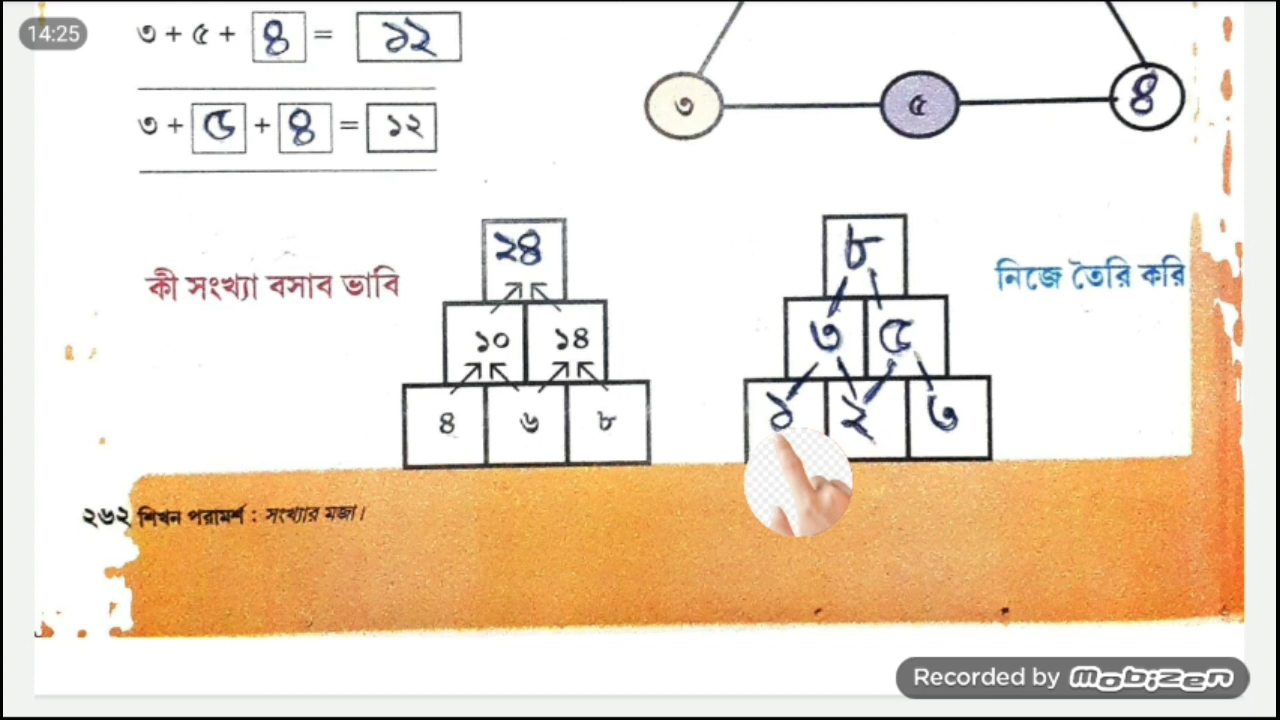 14:25
৩ + ৫ + ৪ = ১২
৩ + ৫ + ৪ = ১২
৩ ৫ ৪
কী সংখ্যা বসাব ভাবি
২৪
১০ ১৪
৪ ৬ ৮
৮
৩ ৫
১ ২ ৩
নিজে তৈরি করি
২৬২ শিখন পরামর্শ : সংখ্যার মজা।
Recorded by Mobizen